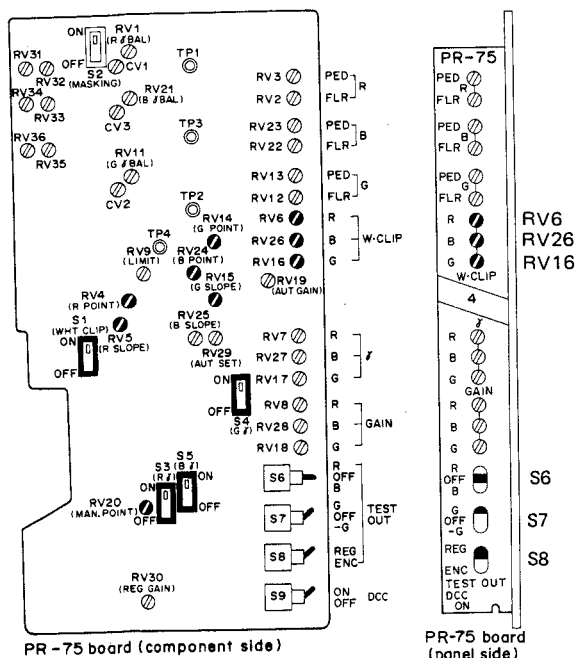 ON
OFF
S2
(MASKING)
RV1
(R γ BAL)
CV1
RV31
RV32
RV34
RV33
RV36
RV35
RV21
(B γ BAL)
CV3
RV11
(G γ BAL)
CV2
TP1
TP3
TP2
TP4
RV3 PED
RV2 FLR
R
RV23 PED
RV22 FLR
B
RV13 PED
RV12 FLR
G
RV6 R
RV26 B
RV16 G
W·CLIP
RV14
(G POINT)
RV24
(B POINT)
RV9
(LIMIT)
RV15
(G SLOPE)
RV19
(AUT GAIN)
RV4
(R POINT)
RV5
(R SLOPE)
S1
(WHT CLIP)
ON
OFF
RV25
(B SLOPE)
RV29
(AUT SET)
RV7 R
RV27 B
RV17 G
γ
ON
OFF
S4
(G γ)
RV8 R
RV28 B
RV18 G
GAIN
S5
(B γ)
S3
(R γ)
ON
OFF
ON
OFF
RV20
(MAN. POINT)
S6 R OFF B
S7 G OFF -G
S8 REG ENC
TEST OUT
S9 ON OFF DCC
RV30
(REG GAIN)
PR-75 board (component side)
PR-75
PED
R
FLR
PED
B
FLR
PED
G
FLR
R RV6
B RV26
G RV16
W·CLIP
4
γ
R
B
G
GAIN
R
B
G
R
OFF
B
S6
G
OFF
-G
S7
REG
ENC
S8
TEST OUT
DCC
ON
PR-75 board
(panel side)